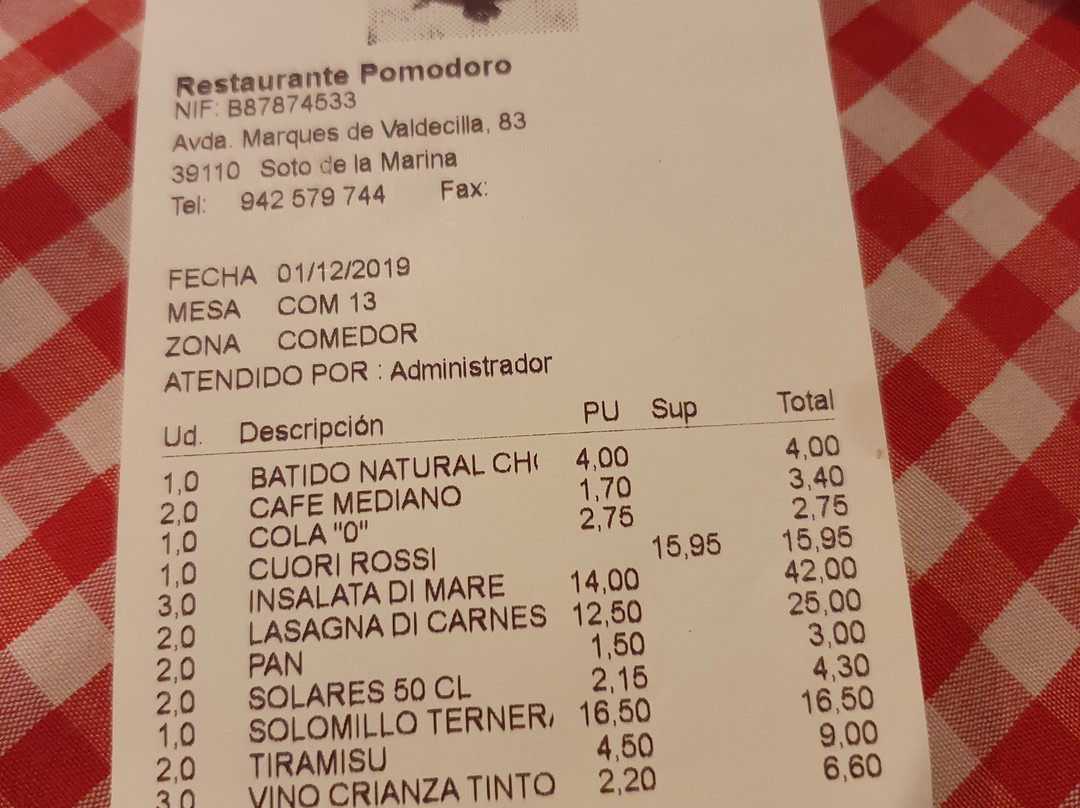 Restaurante Pomodoro
NIF: B87874533
Avda. Marques de Valdecilla, 83
39110 Soto de la Marina
Tel: 942 579 744 Fax:
FECHA 01/12/2019
MESA COM 13
ZONA COMEDOR
ATENDIDO POR : Administrador
Ud. Descripción PU Sup Total
1,0 BATIDO NATURAL CH 4,00 4,00
2,0 CAFE MEDIANO 1,70 3,40
1,0 COLA "0" 2,75 2,75
1,0 CUORI ROSSI 15,95 15,95
3,0 INSALATA DI MARE 14,00 42,00
2,0 LASAGNA DI CARNES 12,50 25,00
2,0 PAN 1,50 3,00
2,0 SOLARES 50 CL 2,15 4,30
1,0 SOLOMILLO TERNER 16,50 16,50
2,0 TIRAMISU 4,50 9,00
3,0 VINO CRIANZA TINTO 2,20 6,60